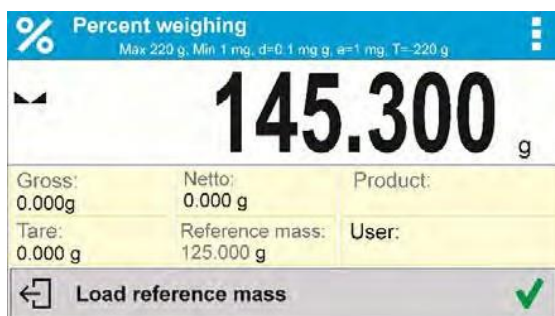 % Percent weighing
Max 220 g, Min 1 mg, d=0.1 mg g, e=1 mg, T=-220 g
145.300 g
Gross: Netto: Product:
0.000g 0.000 g
Tare: Reference mass: User:
0.000 g 125.000 g
Load reference mass